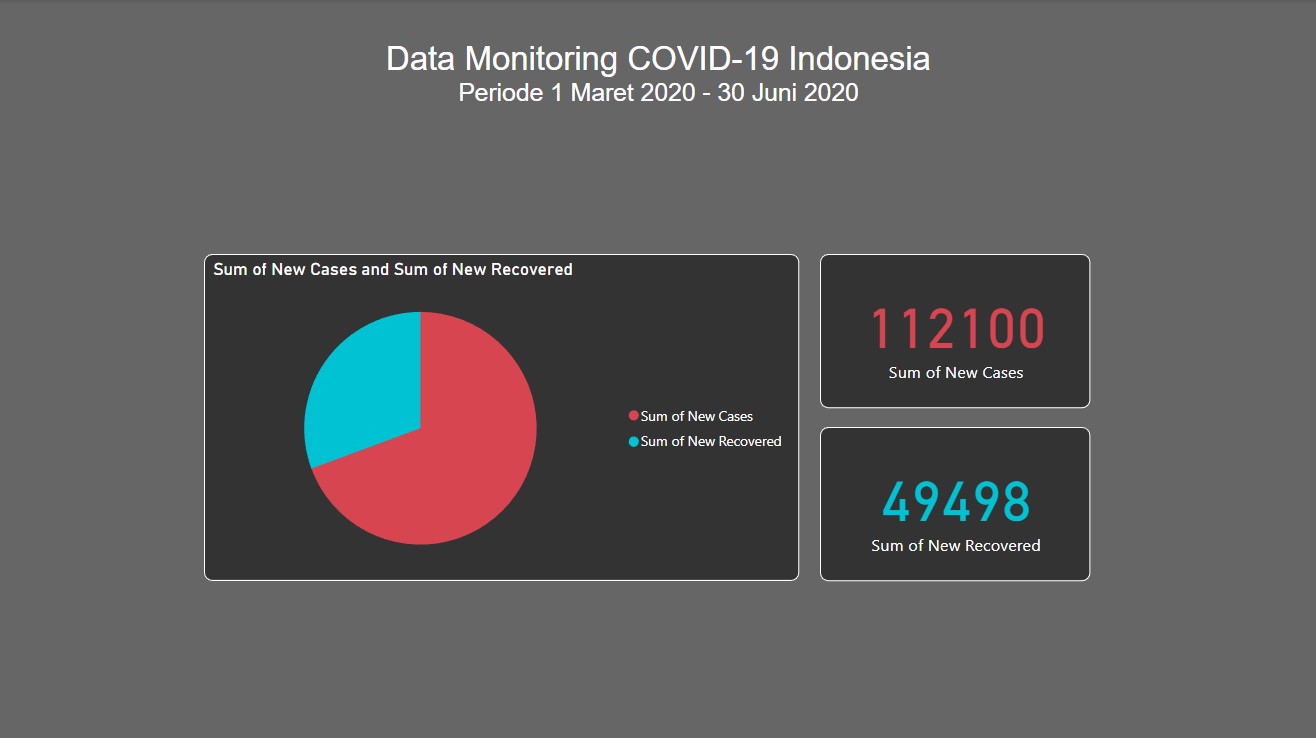 Data Monitoring COVID-19 Indonesia
Periode 1 Maret 2020 - 30 Juni 2020
Sum of New Cases and Sum of New Recovered
Sum of New Cases
Sum of New Recovered
112100
Sum of New Cases
49498
Sum of New Recovered